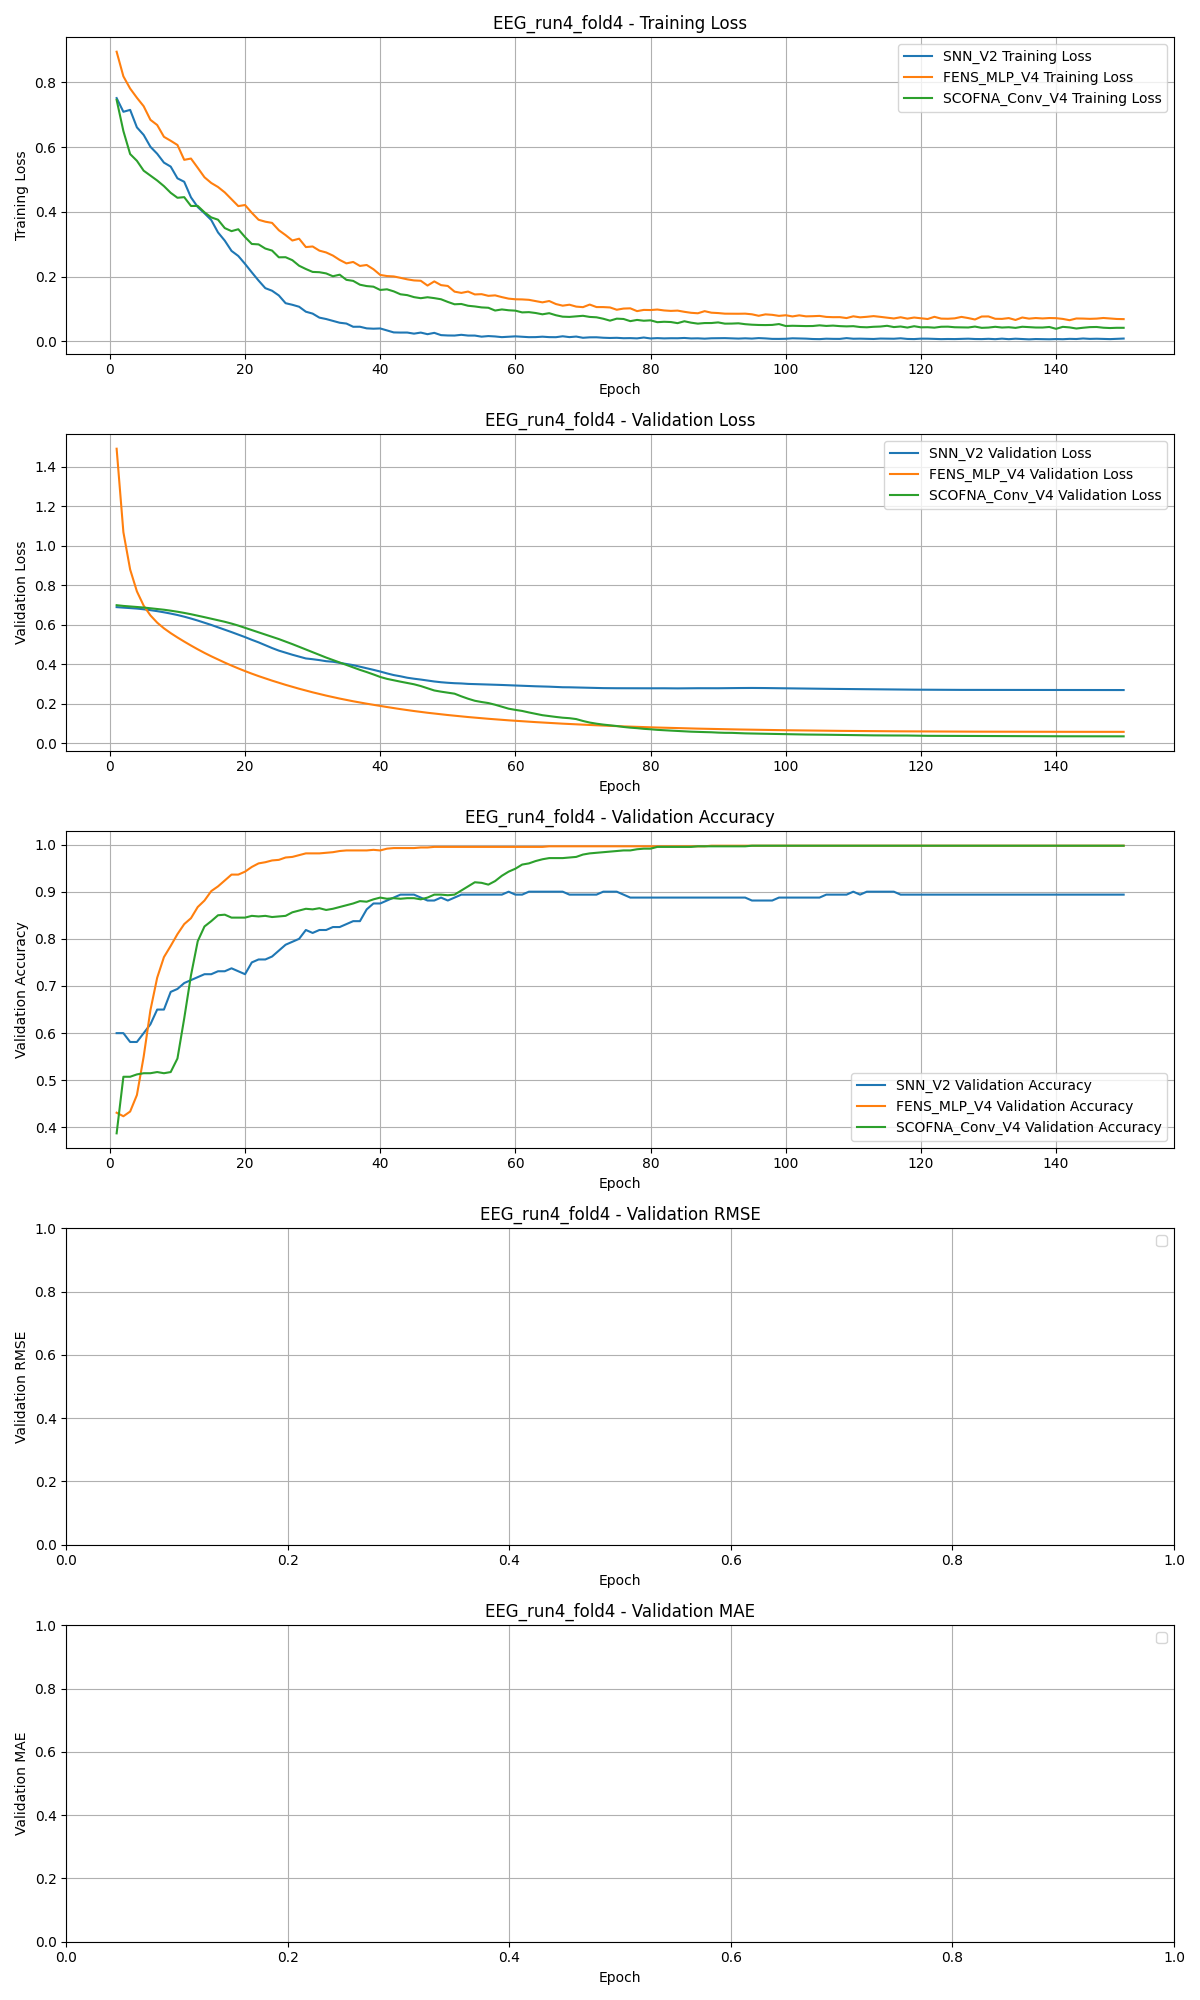 EEG_run4_fold4 - Training Loss
SNN_V2 Training Loss
FENS_MLP_V4 Training Loss
SCOFNA_Conv_V4 Training Loss
Training Loss
0.8
0.6
0.4
0.2
0.0
0 20 40 60 80 100 120 140
Epoch
EEG_run4_fold4 - Validation Loss
SNN_V2 Validation Loss
FENS_MLP_V4 Validation Loss
SCOFNA_Conv_V4 Validation Loss
Validation Loss
1.4
1.2
1.0
0.8
0.6
0.4
0.2
0.0
0 20 40 60 80 100 120 140
Epoch
EEG_run4_fold4 - Validation Accuracy
Validation Accuracy
1.0
0.9
0.8
0.7
0.6
0.5
0.4
SNN_V2 Validation Accuracy
FENS_MLP_V4 Validation Accuracy
SCOFNA_Conv_V4 Validation Accuracy
0 20 40 60 80 100 120 140
Epoch
EEG_run4_fold4 - Validation RMSE
Validation RMSE
1.0
0.8
0.6
0.4
0.2
0.0
0.0 0.2 0.4 0.6 0.8 1.0
Epoch
EEG_run4_fold4 - Validation MAE
Validation MAE
1.0
0.8
0.6
0.4
0.2
0.0
0.0 0.2 0.4 0.6 0.8 1.0
Epoch